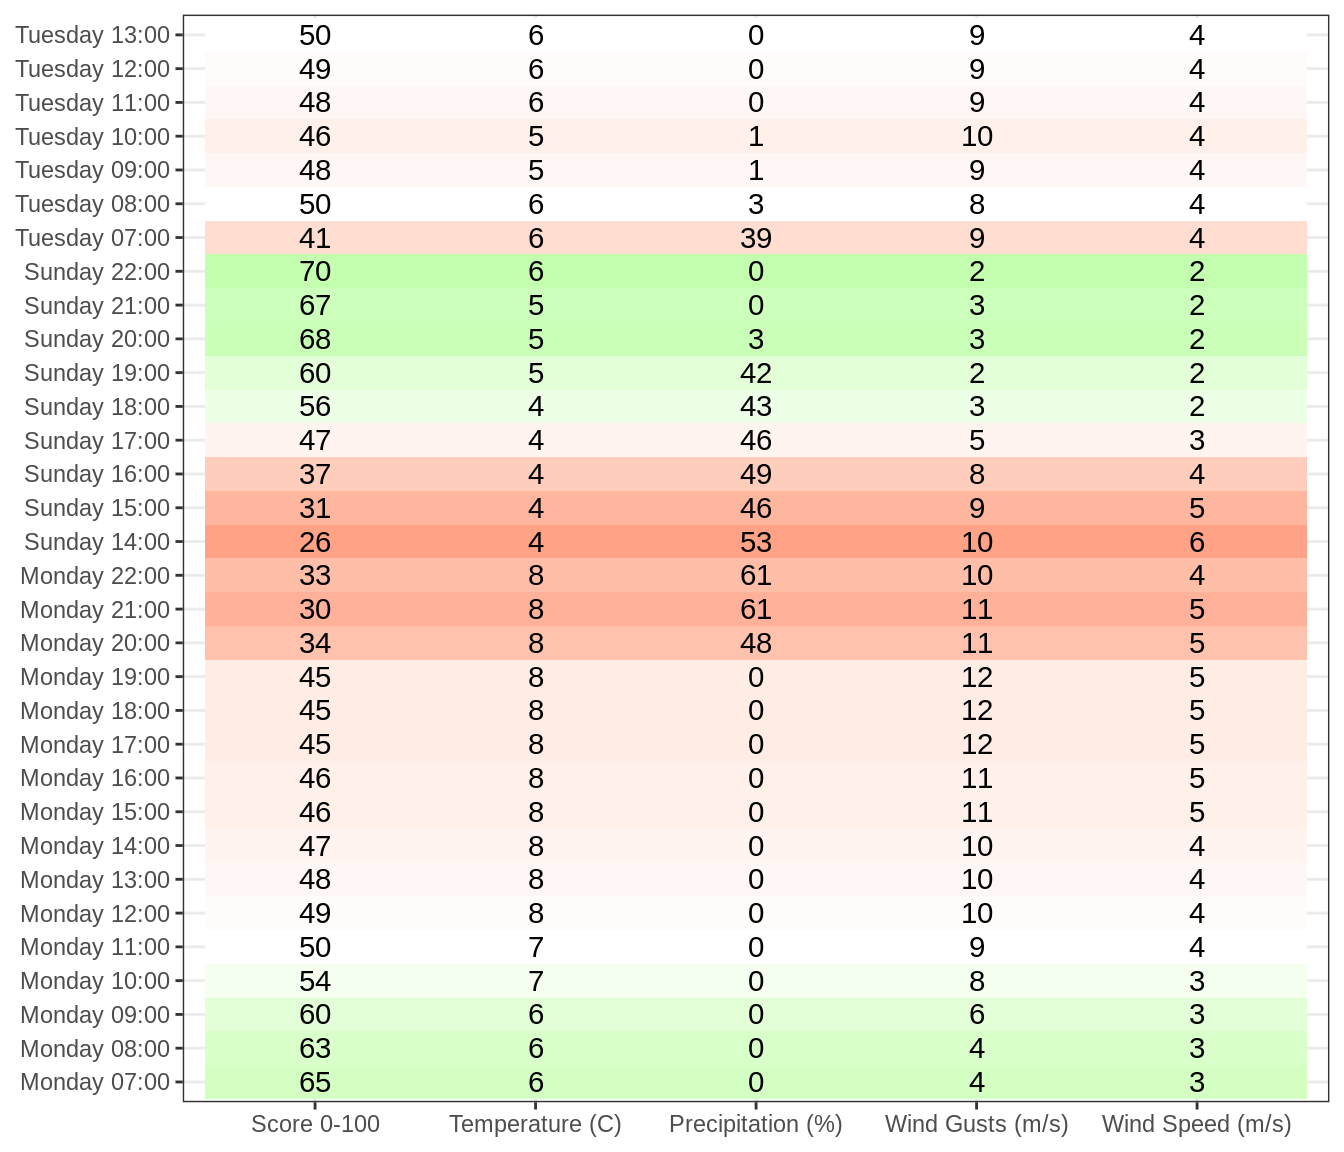 Tuesday 13:00 50 6 0 9 4
Tuesday 12:00 49 6 0 9 4
Tuesday 11:00 48 6 0 9 4
Tuesday 10:00 46 5 1 10 4
Tuesday 09:00 48 5 1 9 4
Tuesday 08:00 50 6 3 8 4
Tuesday 07:00 41 6 39 9 4
Sunday 22:00 70 6 0 2 2
Sunday 21:00 67 5 0 3 2
Sunday 20:00 68 5 3 3 2
Sunday 19:00 60 5 42 2 2
Sunday 18:00 56 4 43 3 2
Sunday 17:00 47 4 46 5 3
Sunday 16:00 37 4 49 8 4
Sunday 15:00 31 4 46 9 5
Sunday 14:00 26 4 53 10 6
Monday 22:00 33 8 61 10 4
Monday 21:00 30 8 61 11 5
Monday 20:00 34 8 48 11 5
Monday 19:00 45 8 0 12 5
Monday 18:00 45 8 0 12 5
Monday 17:00 45 8 0 12 5
Monday 16:00 46 8 0 11 5
Monday 15:00 46 8 0 11 5
Monday 14:00 47 8 0 10 4
Monday 13:00 48 8 0 10 4
Monday 12:00 49 8 0 10 4
Monday 11:00 50 7 0 9 4
Monday 10:00 54 7 0 8 3
Monday 09:00 60 6 0 6 3
Monday 08:00 63 6 0 4 3
Monday 07:00 65 6 0 4 3
Score 0-100 Temperature (C) Precipitation (%) Wind Gusts (m/s) Wind Speed (m/s)